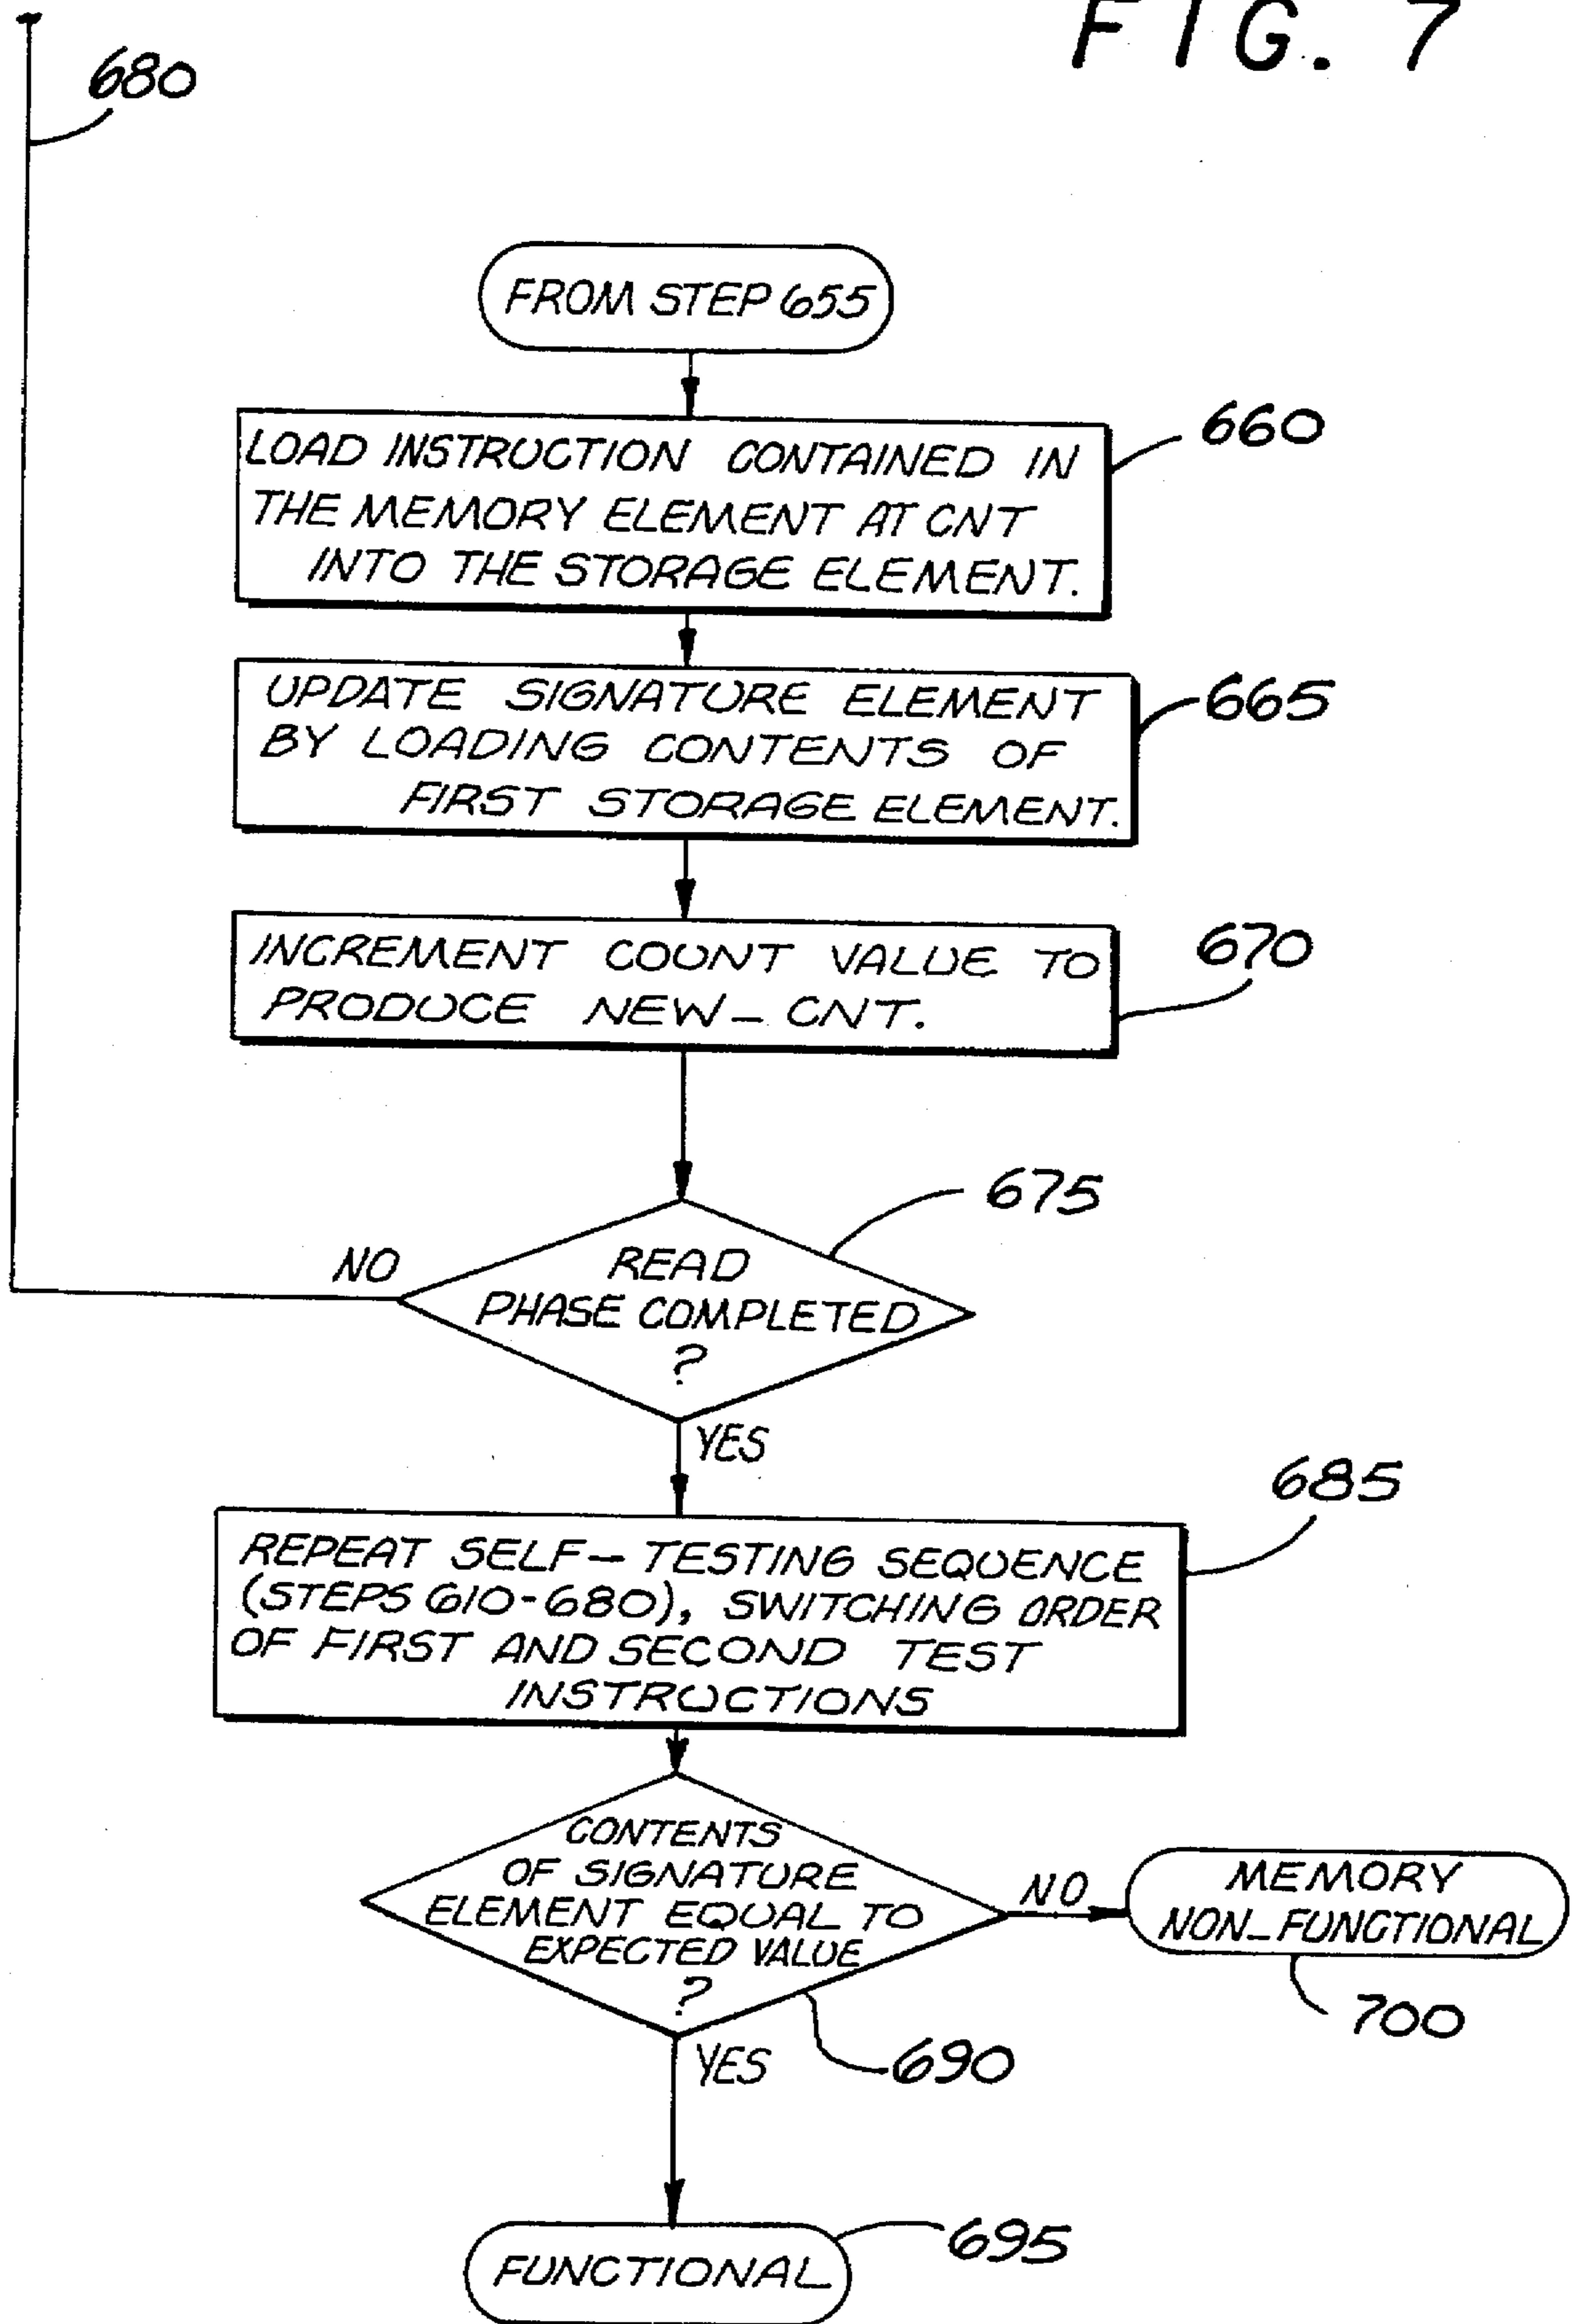 FIG. 7
680
FROM STEP 655
LOAD INSTRUCTION CONTAINED IN
THE MEMORY ELEMENT AT CNT
INTO THE STORAGE ELEMENT.
660
UPDATE SIGNATURE ELEMENT
BY LOADING CONTENTS OF
FIRST STORAGE ELEMENT.
665
INCREMENT COUNT VALUE TO
PRODUCE NEW_CNT.
670
675
NO
READ
PHASE COMPLETED
?
YES
685
REPEAT SELF-TESTING SEQUENCE
(STEPS 610-680), SWITCHING ORDER
OF FIRST AND SECOND TEST
INSTRUCTIONS
CONTENTS
OF SIGNATURE
ELEMENT EQUAL TO
EXPECTED VALUE
?
NO
MEMORY
NON_FUNCTIONAL
700
YES
690
695
FUNCTIONAL